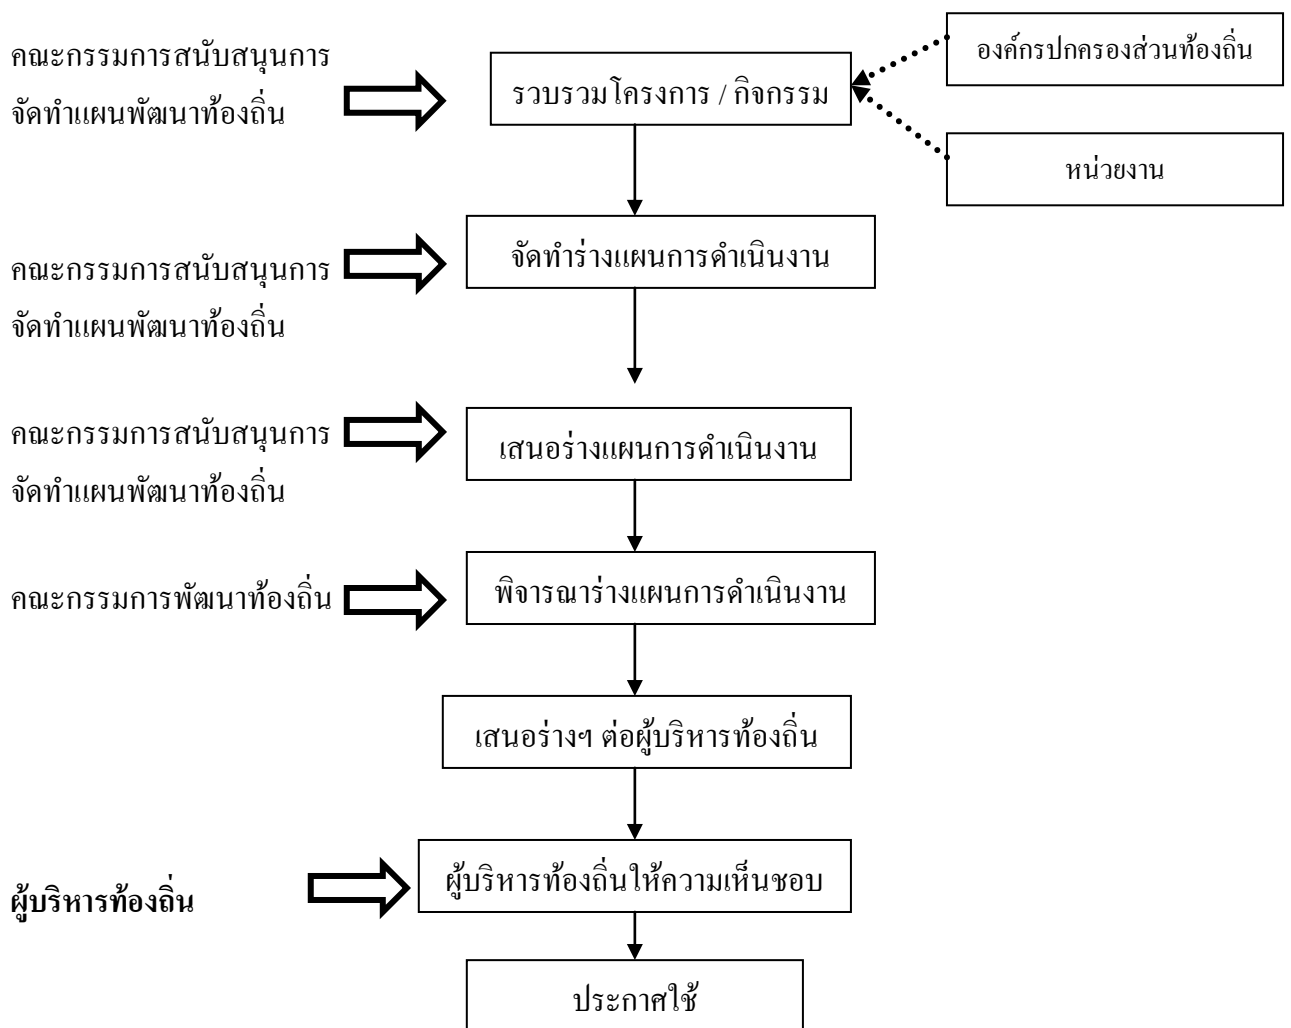 คณะกรรมการสนับสนุนการ
จัดทำแผนพัฒนาท้องถิ่น
รวบรวมโครงการ / กิจกรรม
องค์กรปกครองส่วนท้องถิ่น
หน่วยงาน
คณะกรรมการสนับสนุนการ
จัดทำแผนพัฒนาท้องถิ่น
จัดทำร่างแผนการดำเนินงาน
คณะกรรมการสนับสนุนการ
จัดทำแผนพัฒนาท้องถิ่น
เสนอร่างแผนการดำเนินงาน
คณะกรรมการพัฒนาท้องถิ่น
พิจารณาร่างแผนการดำเนินงาน
เสนอร่างฯ ต่อผู้บริหารท้องถิ่น
ผู้บริหารท้องถิ่น
ผู้บริหารท้องถิ่นให้ความเห็นชอบ
ประกาศใช้